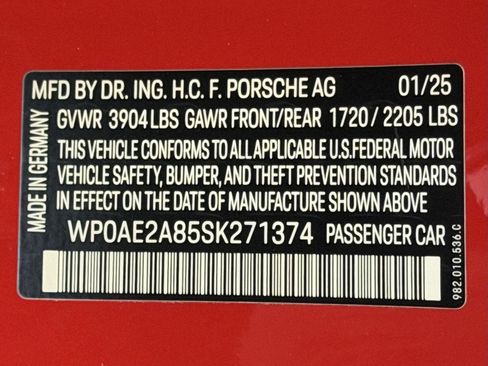 MFD BY DR. ING. H.C. F. PORSCHE AG 01/25
GVWR 3904 LBS GAWR FRONT/REAR 1720 / 2205 LBS
THIS VEHICLE CONFORMS TO ALL APPLICABLE U.S.FEDERAL MOTOR
VEHICLE SAFETY, BUMPER, AND THEFT PREVENTION STANDARDS
IN EFFECT ON THE DATE OF MANUFACTURE SHOWN ABOVE
WP0AE2A85SK271374 PASSENGER CAR
MADE IN GERMANY
982.010.536.C